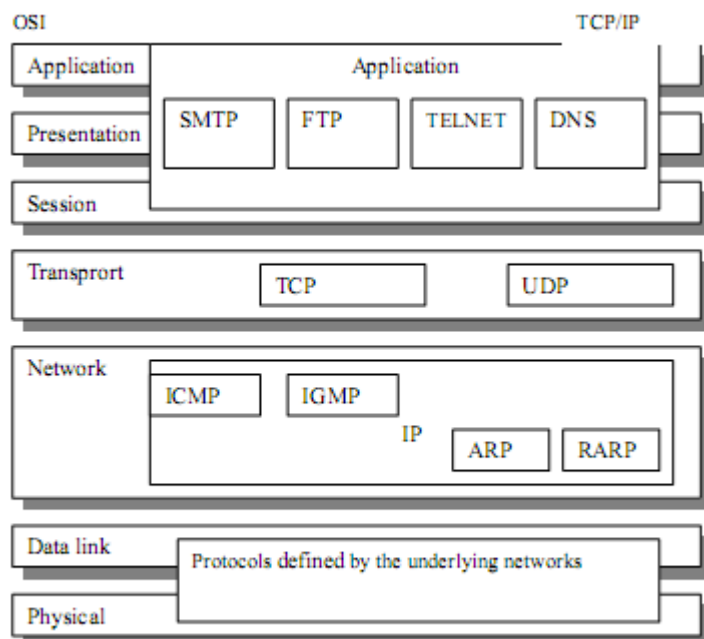 OSI TCP/IP
Application Application
SMTP FTP TELNET DNS
Presentation
Session
Transprort
TCP UDP
Network
ICMP IGMP
IP
ARP RARP
Data link
Protocols defined by the underlying networks
Physical